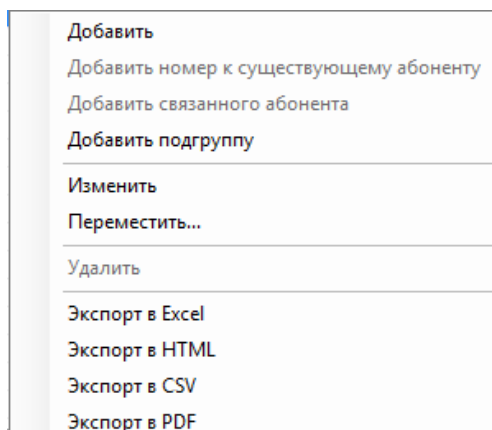 Добавить
Добавить номер к существующему абоненту
Добавить связанного абонента
Добавить подгруппу
Изменить
Переместить...
Удалить
Экспорт в Excel
Экспорт в HTML
Экспорт в CSV
Экспорт в PDF